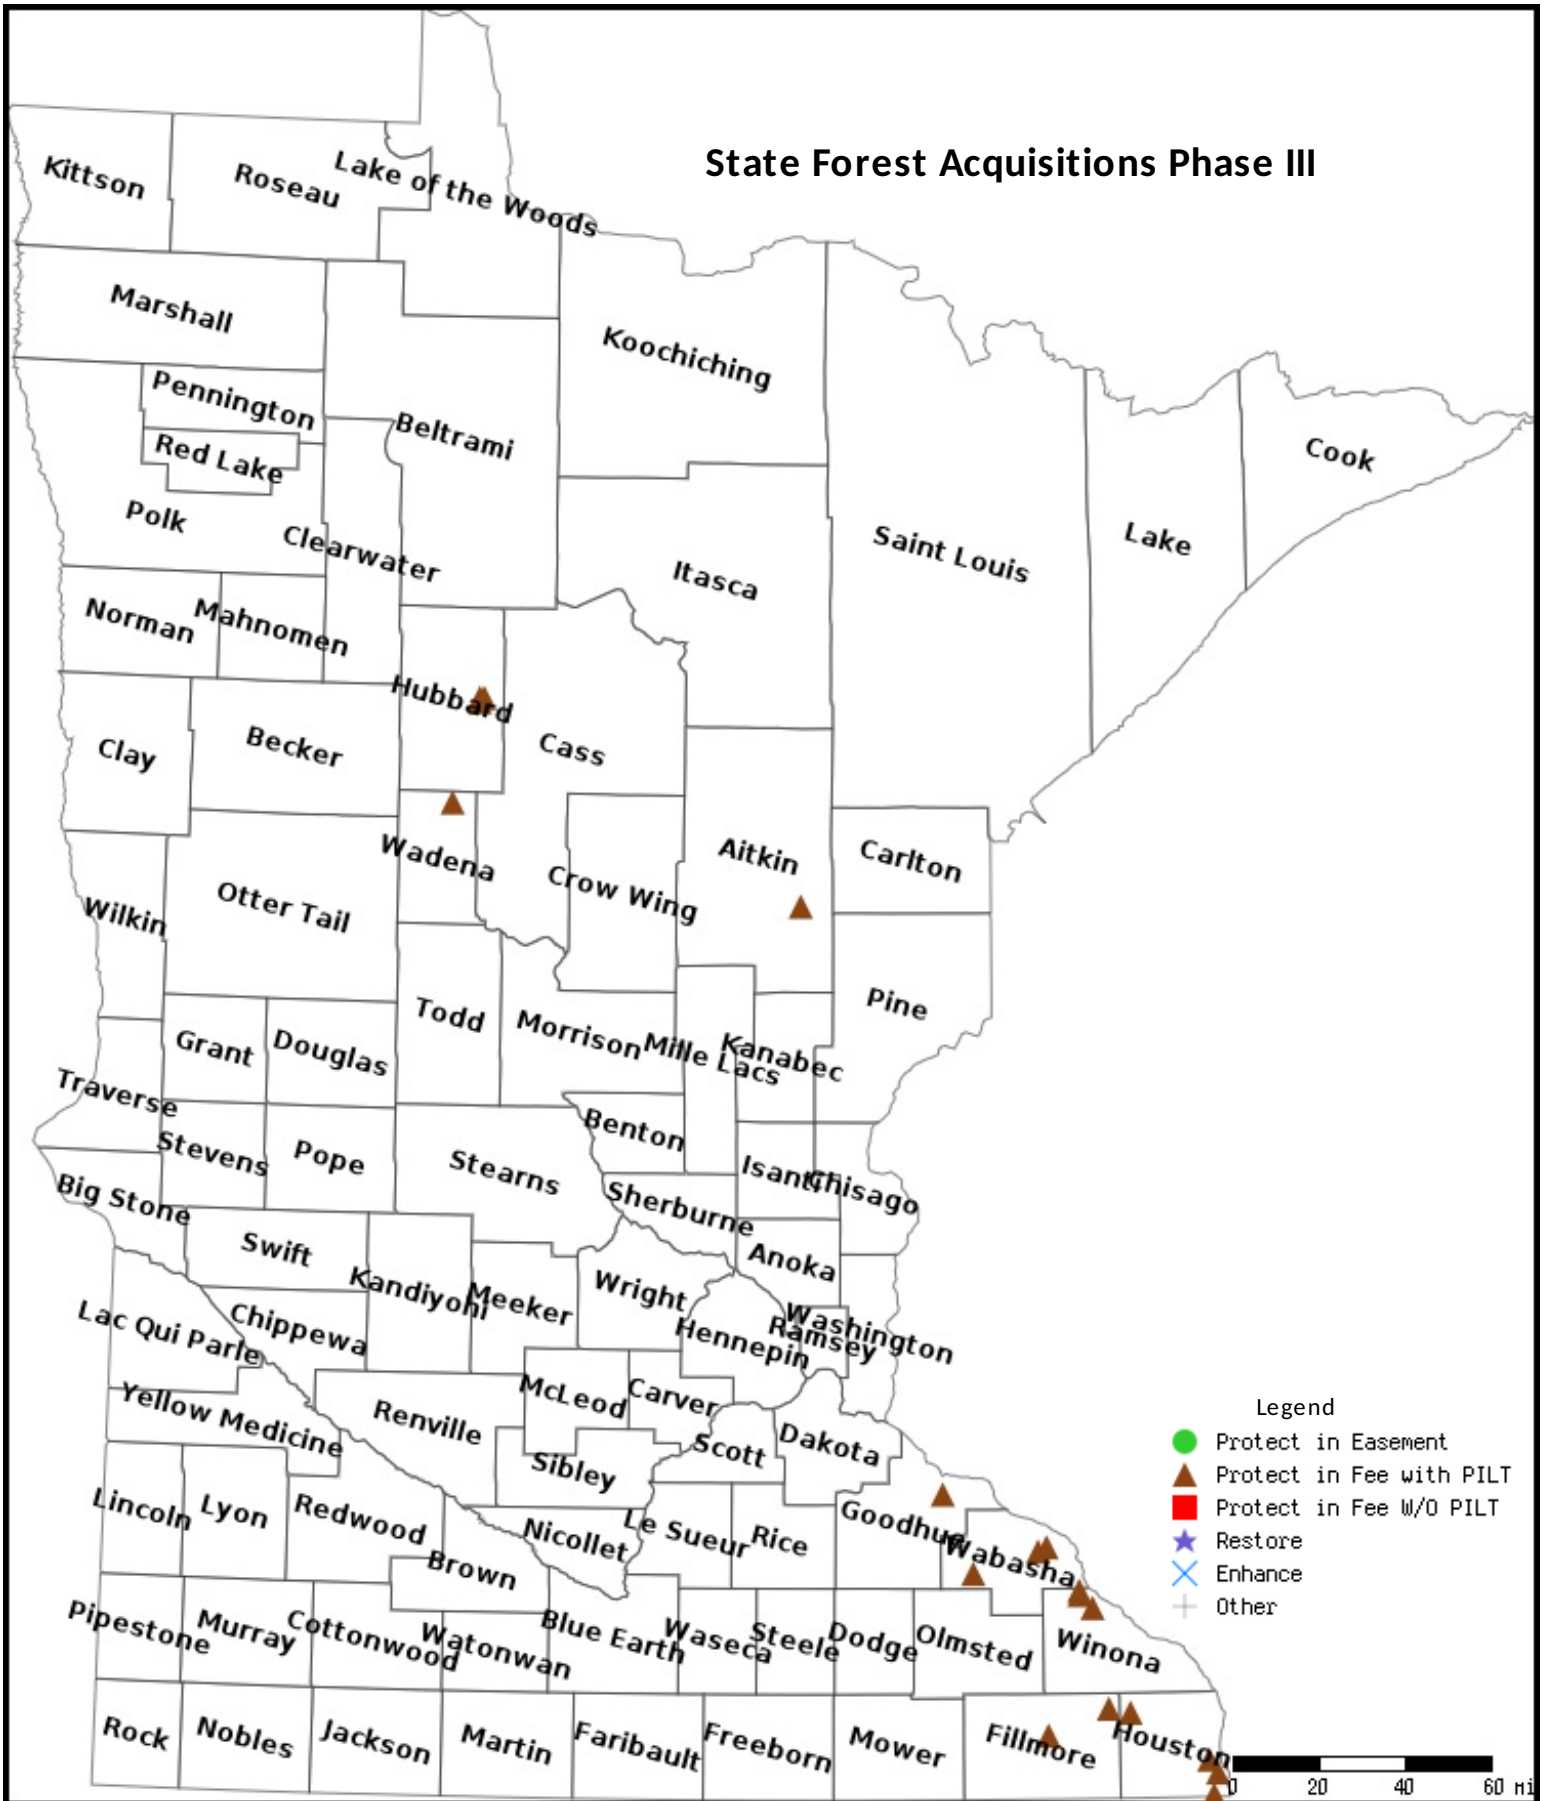 State Forest Acquisitions Phase III
Kittson
Roseau
Lake of the Woods
Marshall
Koochiching
Pennington
Beltrami
Red Lake
Cook
Polk
Clearwater
Saint Louis
Lake
Itasca
Norman
Mahnomen
Hubbard
Clay
Becker
Cass
Wadena
Aitkin
Carlton
Otter Tail
Crow Wing
Wilkin
Pine
Todd
Morrison
Mille Lacs
Kanabec
Grant
Douglas
Traverse
Benton
Stevens
Pope
Stearns
Isanti
Chisago
Big Stone
Sherburne
Swift
Anoka
Kandiyohi
Meeker
Wright
Washington
Ramsey
Hennepin
Lac Qui Parle
Chippewa
McLeod
Carver
Yellow Medicine
Renville
Scott
Dakota
Sibley
Lincoln
Lyon
Redwood
Nicollet
Le Sueur
Rice
Goodhue
Wabasha
Brown
Pipestone
Murray
Cottonwood
Watonwan
Blue Earth
Waseca
Steele
Dodge
Olmsted
Winona
Rock
Nobles
Jackson
Martin
Faribault
Freeborn
Mower
Fillmore
Houston
Legend
Protect in Easement
Protect in Fee with PILT
Protect in Fee W/O PILT
Restore
Enhance
Other
0 20 40 60 mi